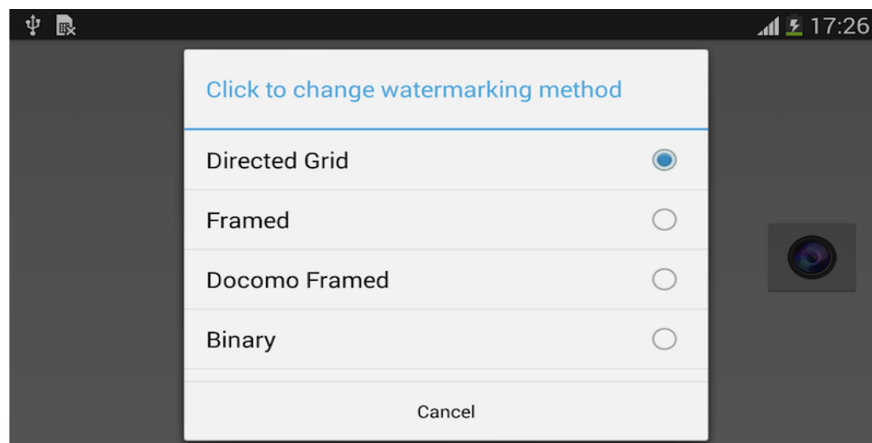 17:26
Click to change watermarking method
Directed Grid
Framed
Docomo Framed
Binary
Cancel